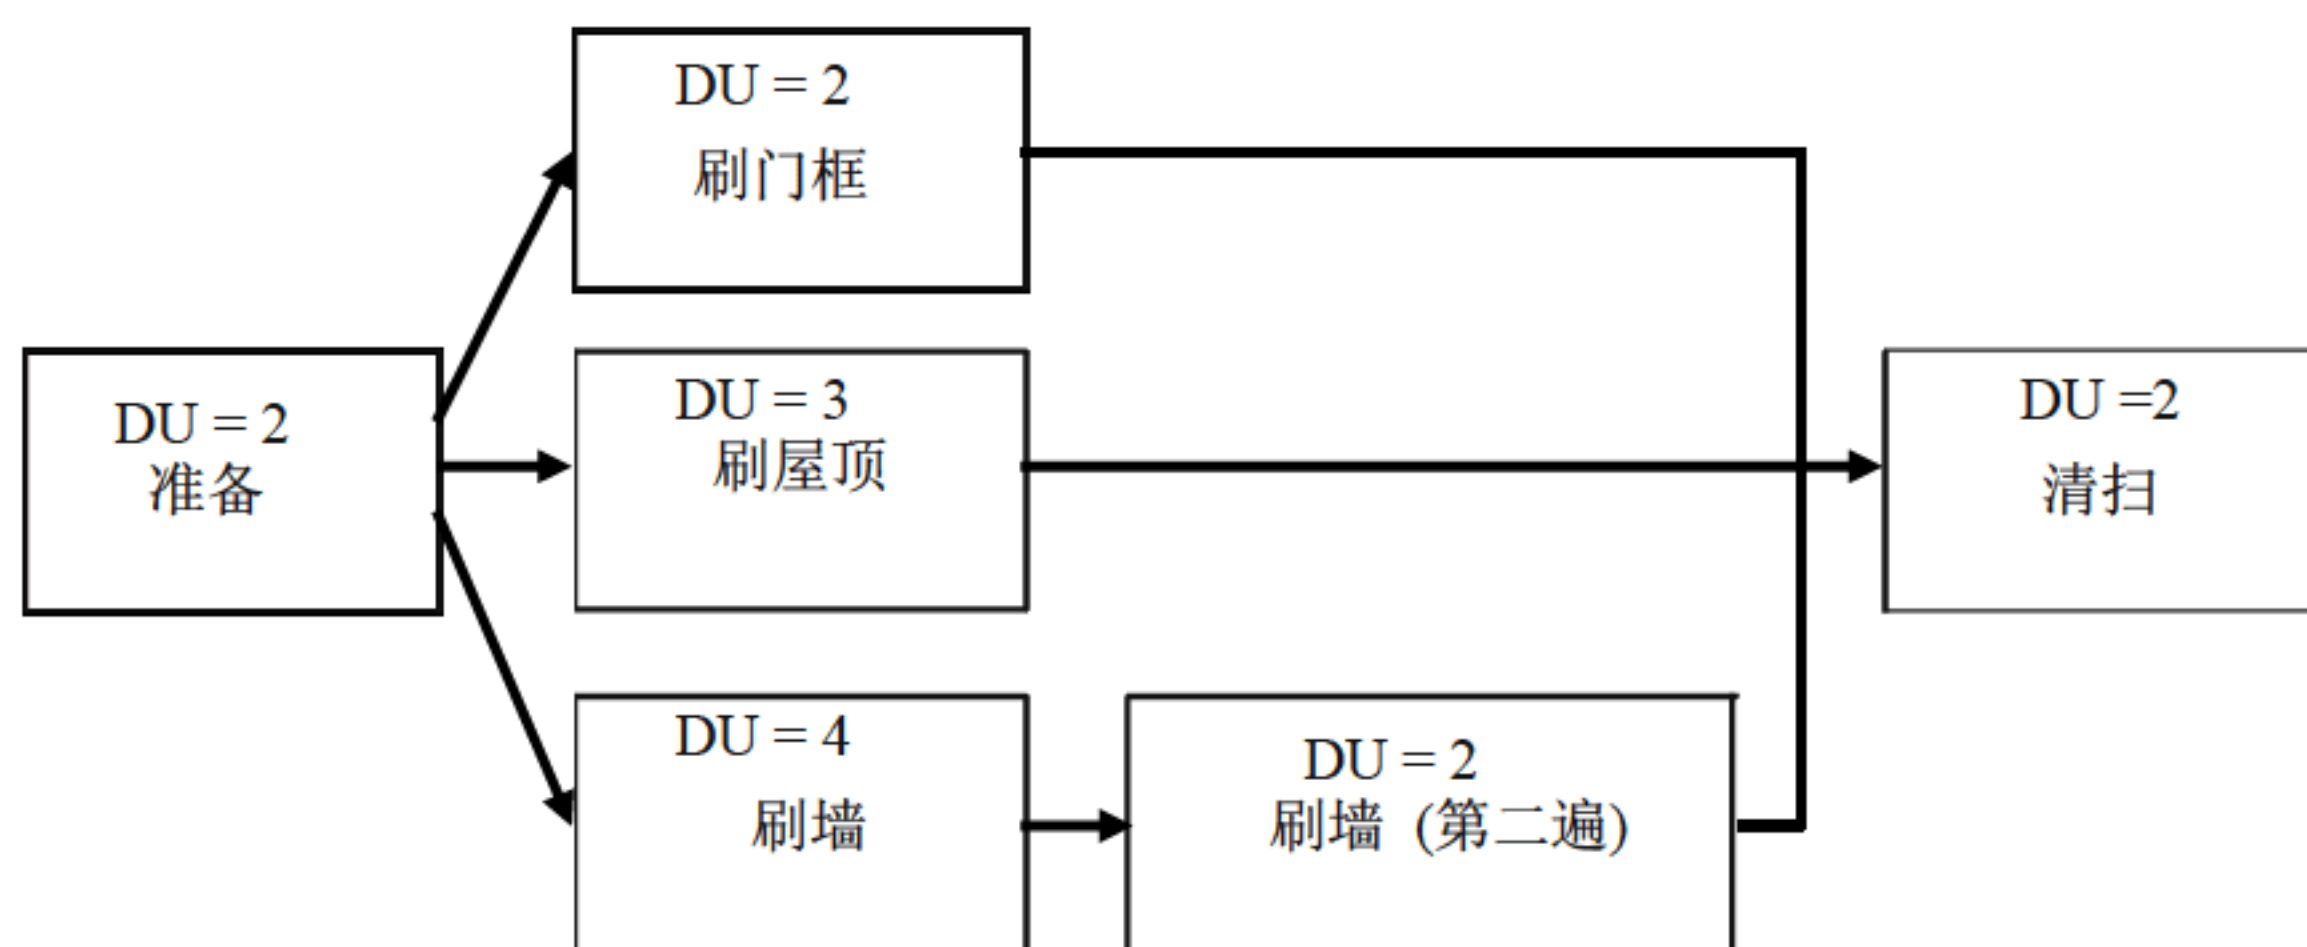 DU = 2
刷门框
DU = 2
准备
DU = 3
刷屋顶
DU =2
清扫
DU = 4
刷墙
DU = 2
刷墙 (第二遍)